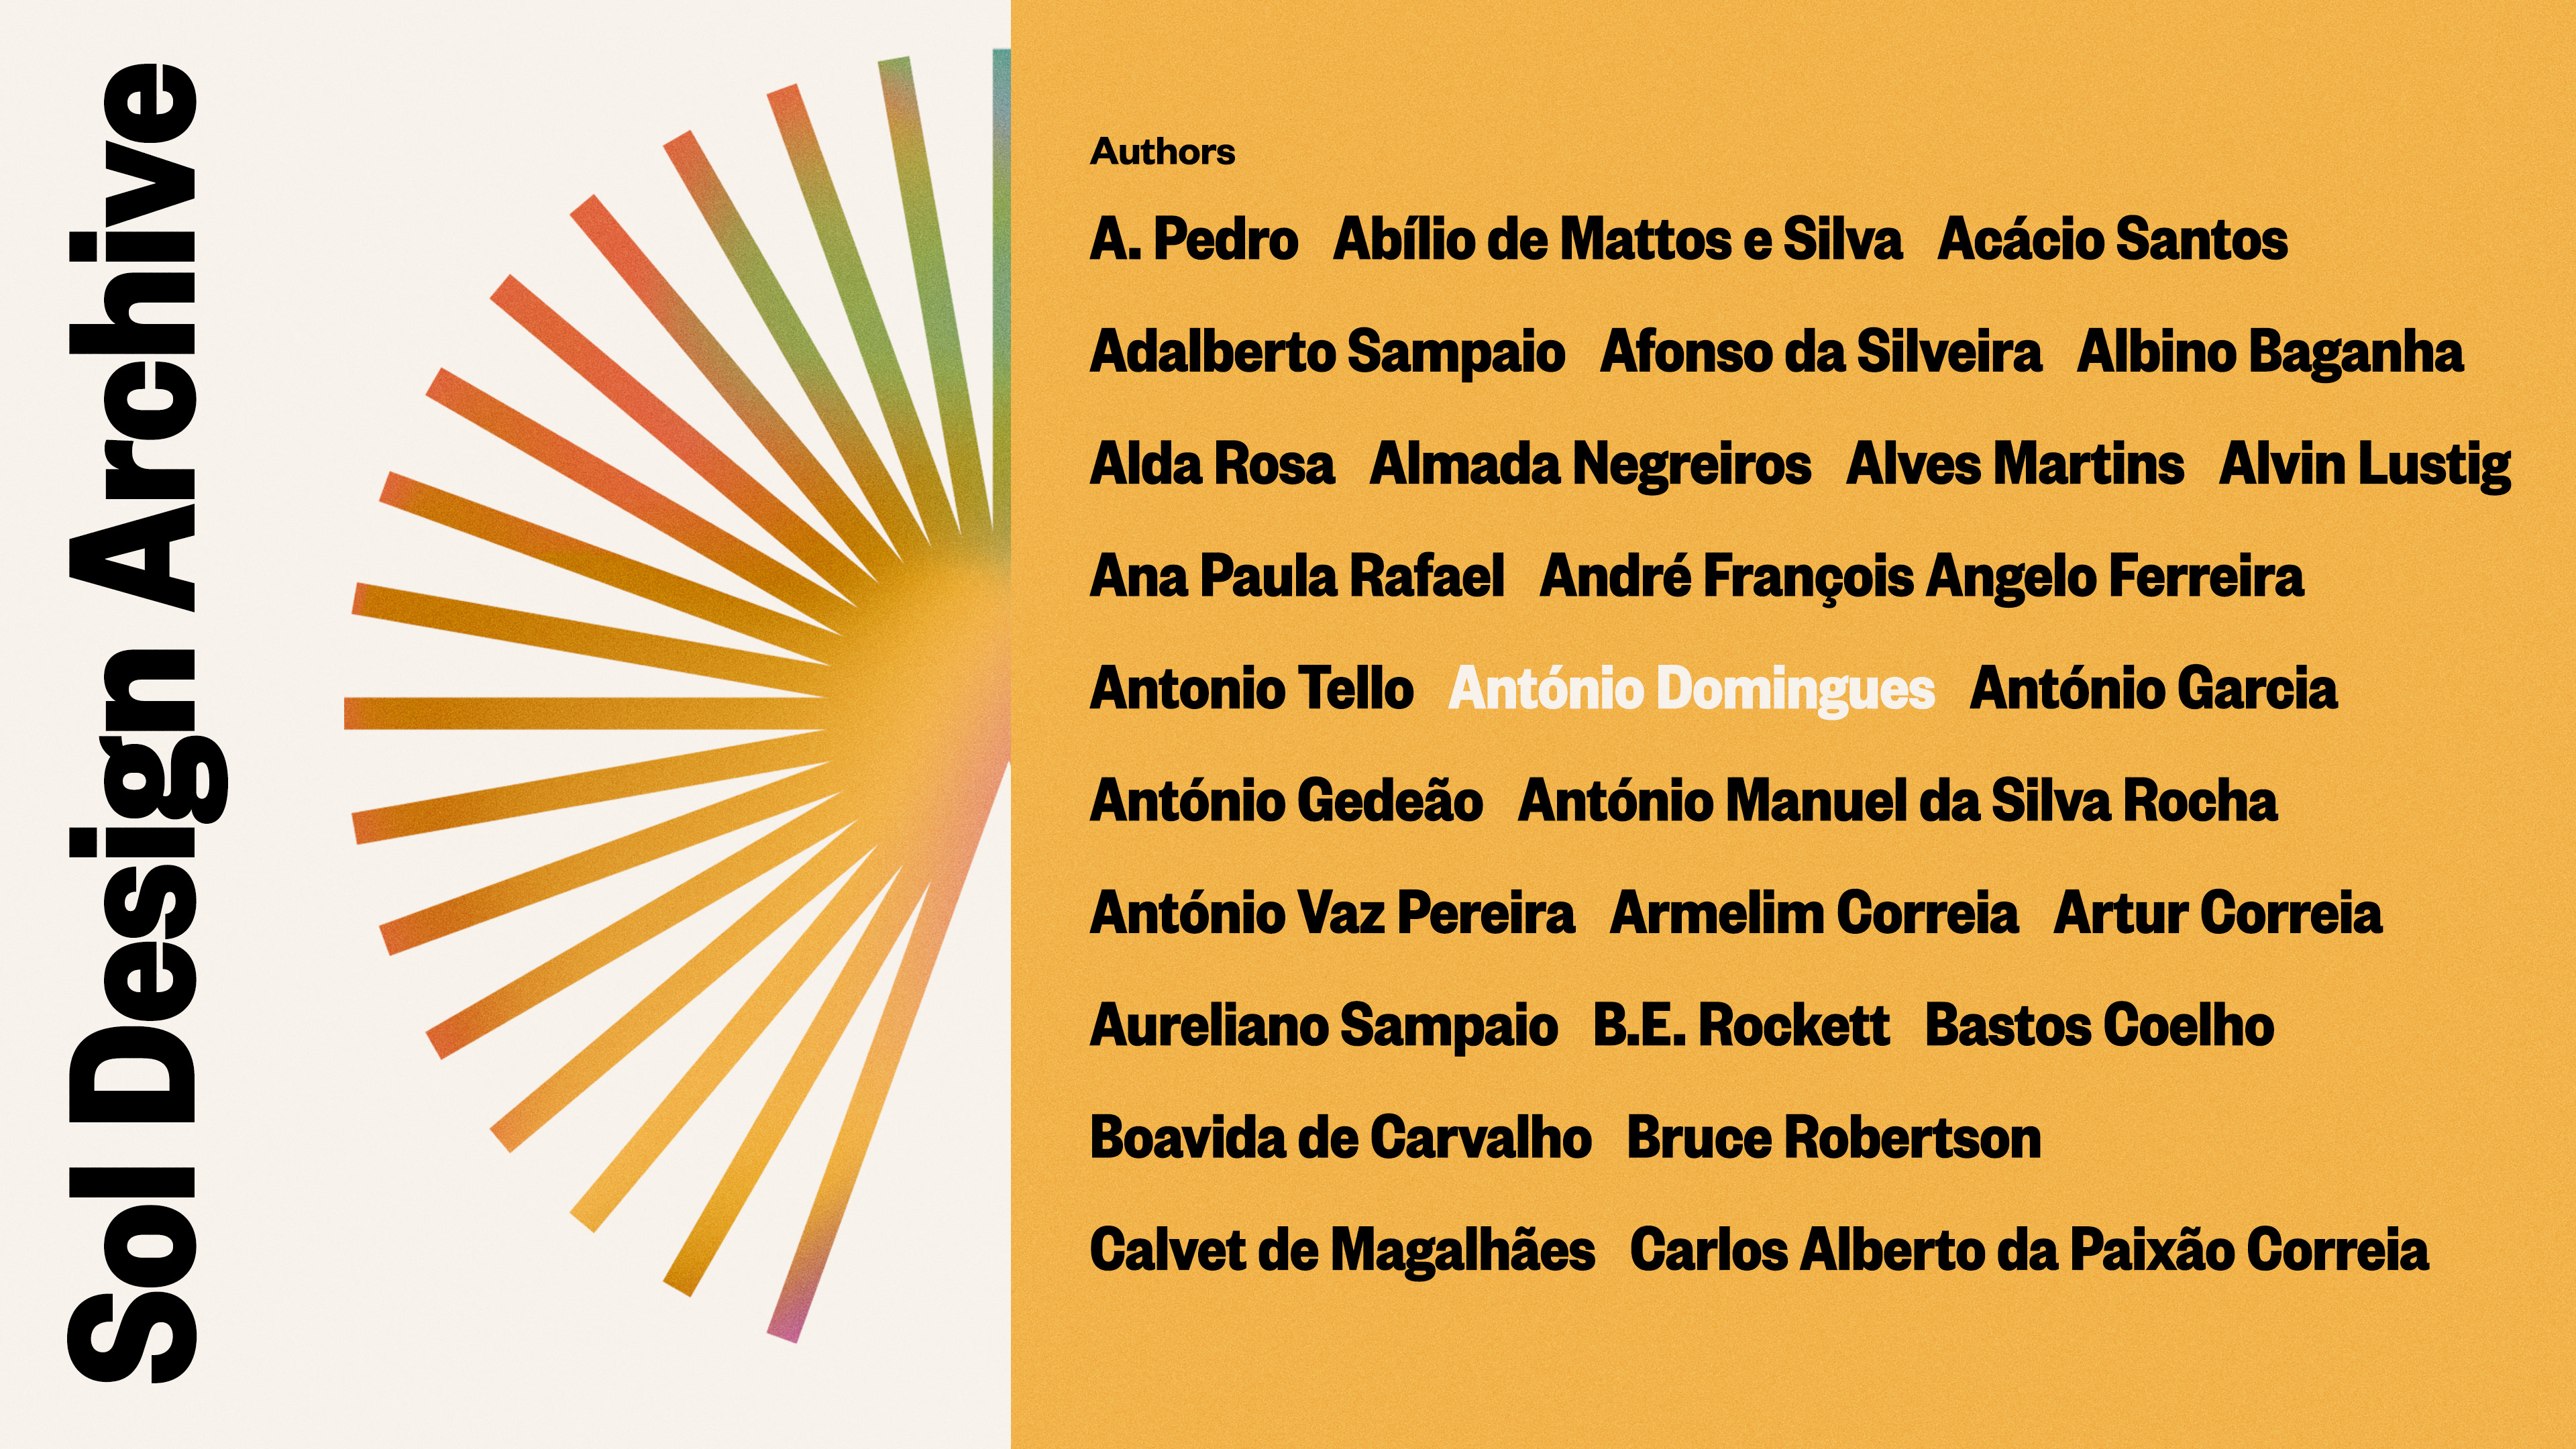 Sol Design Archive
Authors
A. Pedro Abílio de Mattos e Silva Acácio Santos
Adalberto Sampaio Afonso da Silveira Albino Baganha
Alda Rosa Almada Negreiros Alves Martins Alvin Lustig
Ana Paula Rafael André François Angelo Ferreira
Antonio Tello António Domingues António Garcia
António Gedeão António Manuel da Silva Rocha
António Vaz Pereira Armelim Correia Artur Correia
Aureliano Sampaio B.E. Rockett Bastos Coelho
Boavida de Carvalho Bruce Robertson
Calvet de Magalhães Carlos Alberto da Paixão Correia